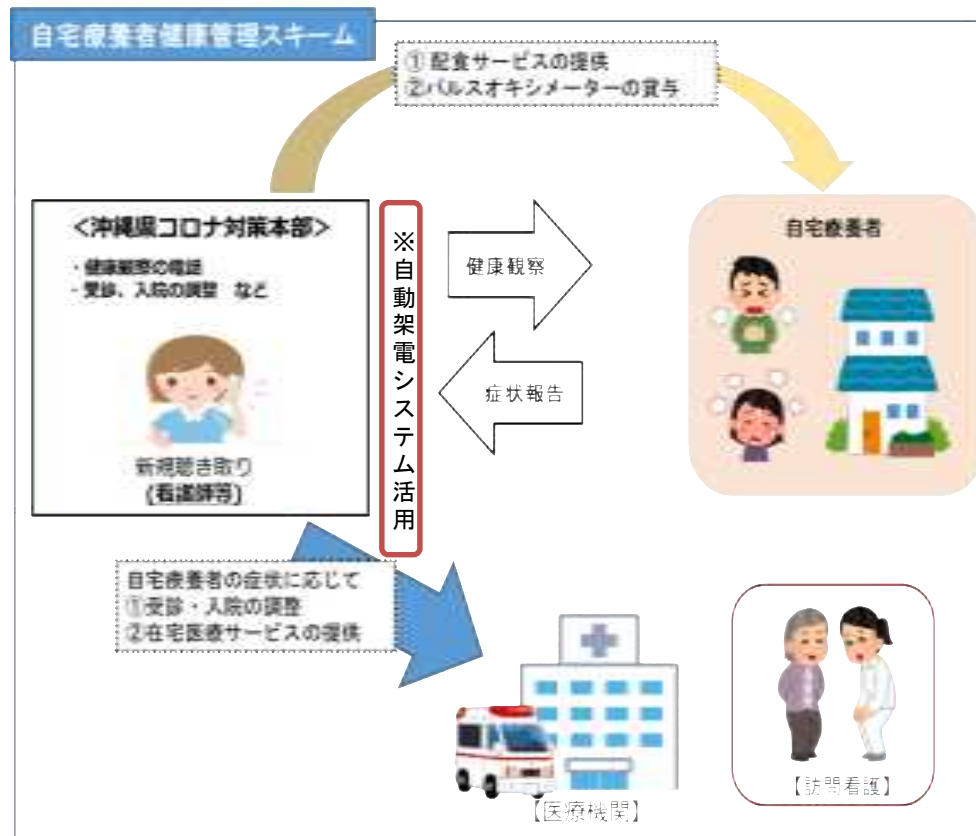 自宅療養者健康管理スキーム
① 配食サービスの提供
②パルスオキシメーターの貸与
<沖縄県コロナ対策本部>
・健康観察の電話
・受診、入院の調整 など
新規聴き取り
(看護師等)
※自動架電システム活用
健康観察
症状報告
自宅療養者
自宅療養者の症状に応じて
①受診・入院の調整
②在宅医療サービスの提供
【医療機関】
【訪問看護】